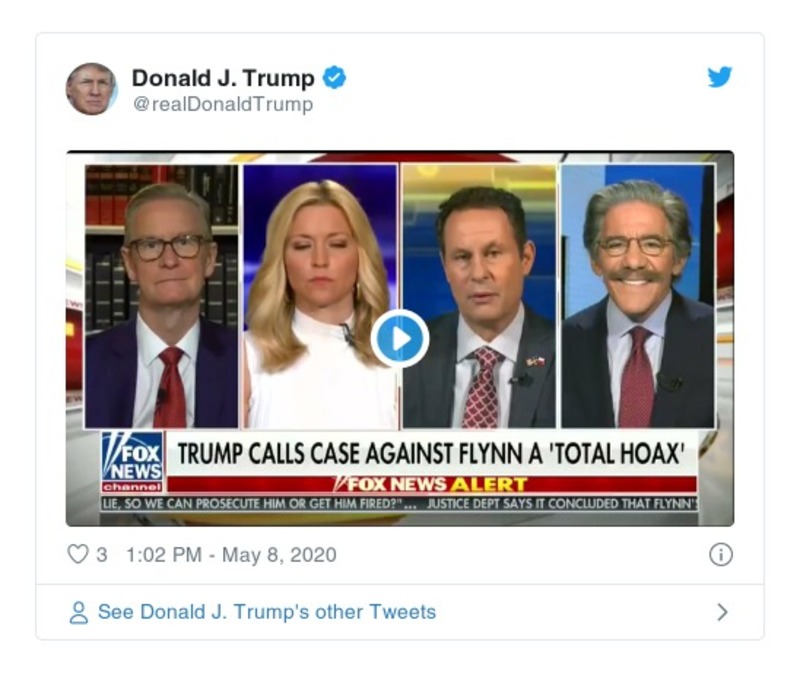 Donald J. Trump
@realDonaldTrump
FOX
NEWS
channel
TRUMP CALLS CASE AGAINST FLYNN A 'TOTAL HOAX'
FOX NEWS ALERT
LIE, SO WE CAN PROSECUTE HIM OR GET HIM FIRED?"... JUSTICE DEPT SAYS IT CONCLUDED THAT FLYNN'S
3 1:02 PM - May 8, 2020
See Donald J. Trump's other Tweets